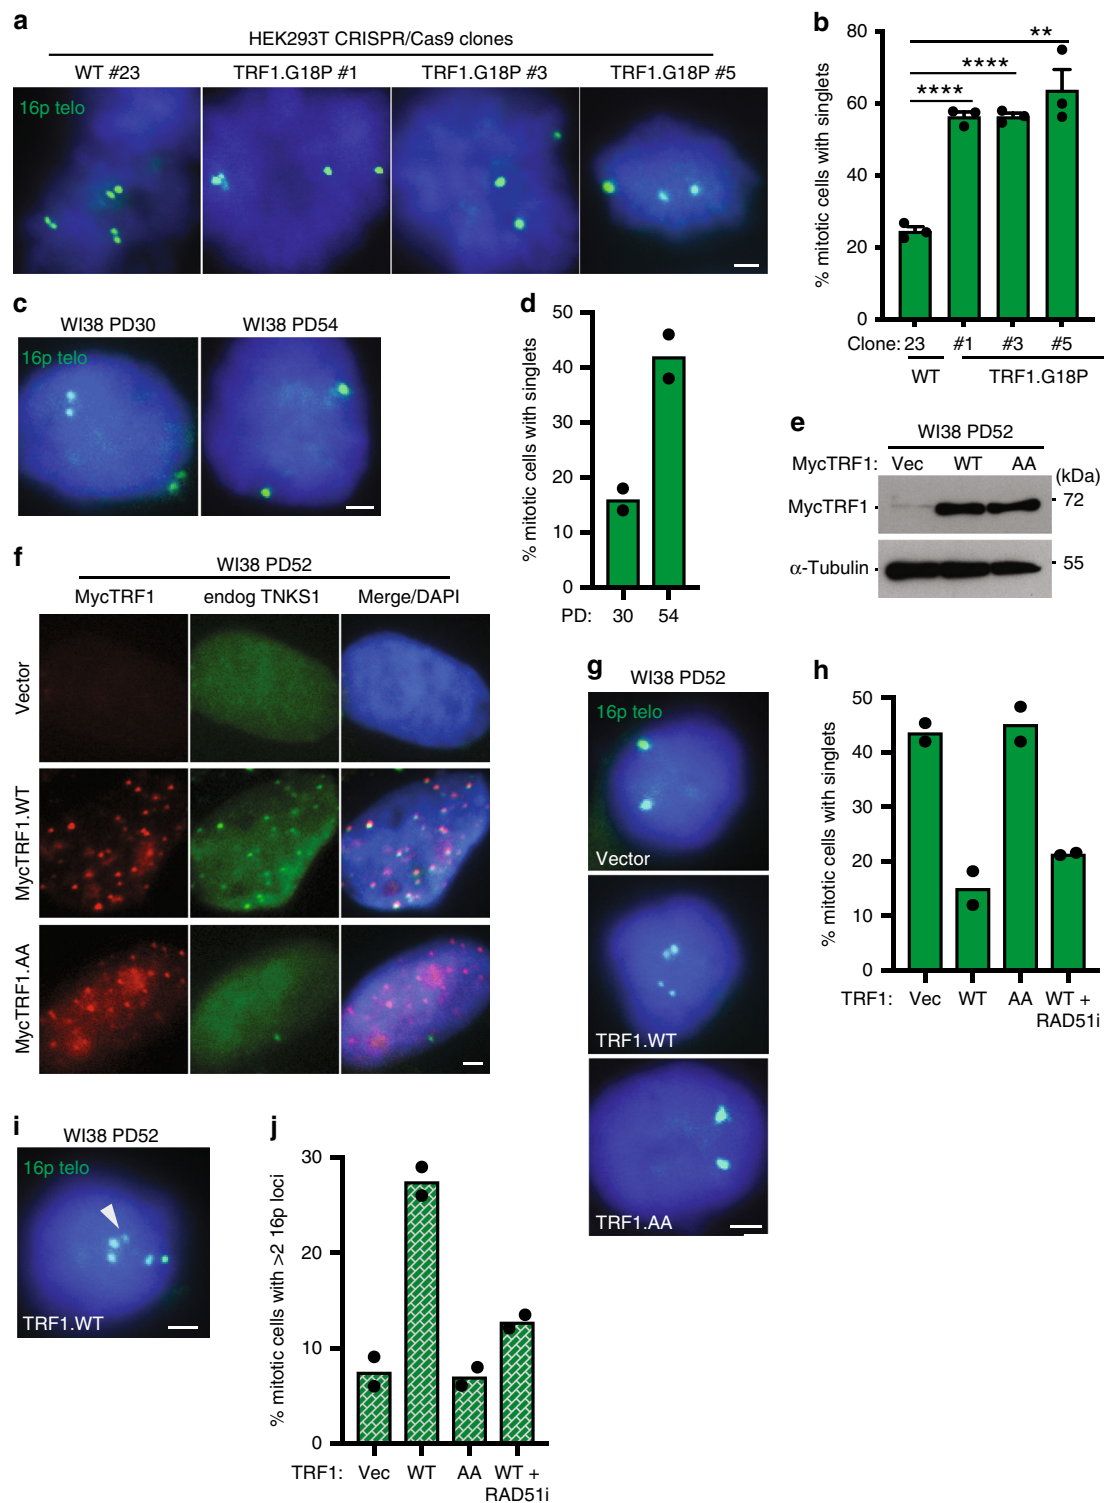 a
HEK293T CRISPR/Cas9 clones
WT #23
TRF1.G18P #1
TRF1.G18P #3
TRF1.G18P #5
16p telo
b
% mitotic cells with singlets
80
60
40
20
0
**
****
****
Clone: 23 #1 #3 #5
WT TRF1.G18P
c
WI38 PD30
WI38 PD54
16p telo
d
% mitotic cells with singlets
50
40
30
20
10
0
PD: 30 54
e
WI38 PD52
MycTRF1: Vec WT AA
(kDa)
MycTRF1
72
α-Tubulin
55
f
WI38 PD52
MycTRF1
endog TNKS1
Merge/DAPI
Vector
MycTRF1.WT
MycTRF1.AA
g
WI38 PD52
16p telo
Vector
TRF1.WT
TRF1.AA
h
% mitotic cells with singlets
50
40
30
20
10
0
TRF1: Vec WT AA WT +
RAD51i
i
WI38 PD52
16p telo
TRF1.WT
j
% mitotic cells with >2 16p loci
30
20
10
0
TRF1: Vec WT AA WT +
RAD51i